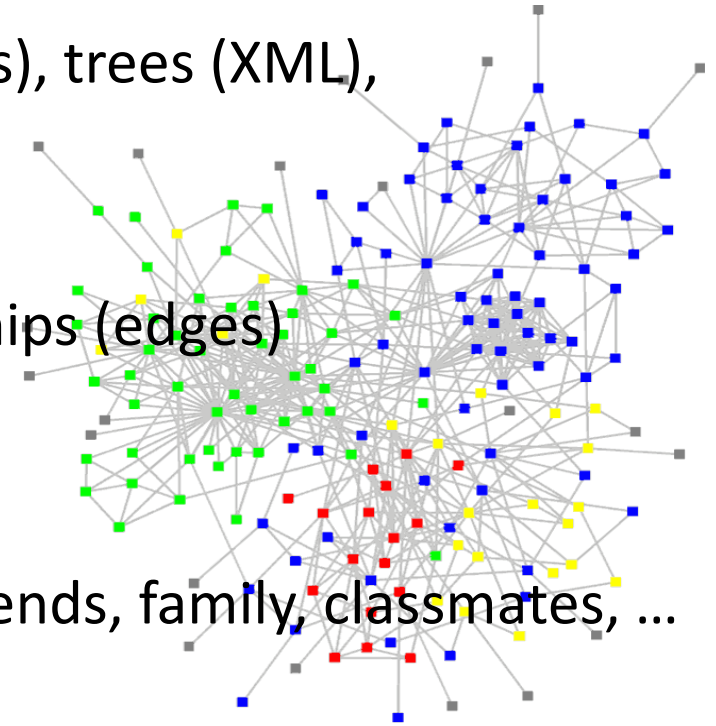 s), trees (XML),
ips (edges)
ends, family, classmates, …